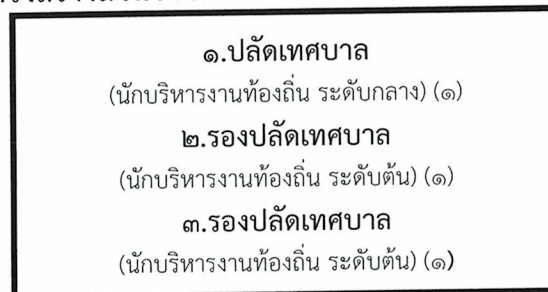 ๑.ปลัดเทศบาล
(นักบริหารงานท้องถิ่น ระดับกลาง) (๑)
๒.รองปลัดเทศบาล
(นักบริหารงานท้องถิ่น ระดับต้น) (๑)
๓.รองปลัดเทศบาล
(นักบริหารงานท้องถิ่น ระดับต้น) (๑)